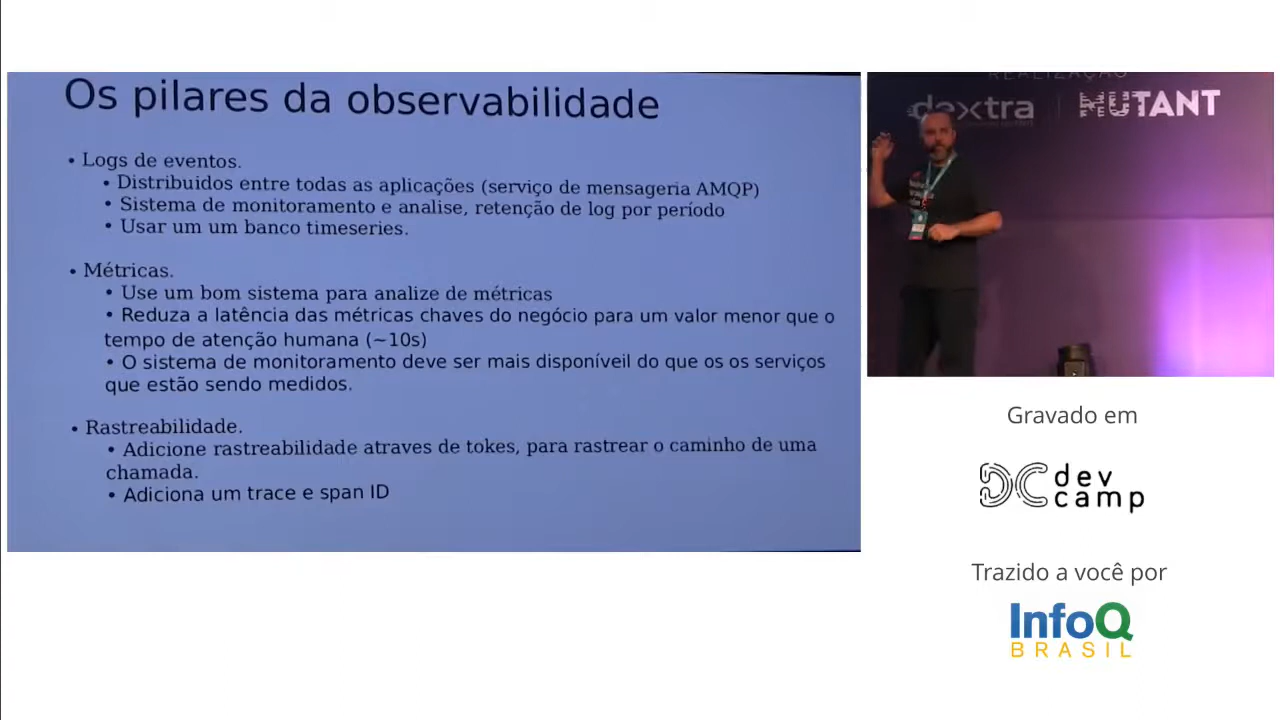 Os pilares da observabilidade
• Logs de eventos.
• Distribuidos entre todas as aplicações (serviço de mensageria AMQP)
• Sistema de monitoramento e analise, retenção de log por período
• Usar um um banco timeseries.
• Métricas.
• Use um bom sistema para analize de métricas
• Reduza a latência das métricas chaves do negócio para um valor menor que o
tempo de atenção humana (~10s)
• O sistema de monitoramento deve ser mais disponíveil do que os os serviços
que estão sendo medidos.
• Rastreabilidade.
• Adicione rastreabilidade atraves de tokes, para rastrear o caminho de uma
chamada.
• Adiciona um trace e span ID
REALIZAÇÃO
dextra
MUTANT
Gravado em
DC dev
camp
Trazido a você por
InfoQ
BRASIL